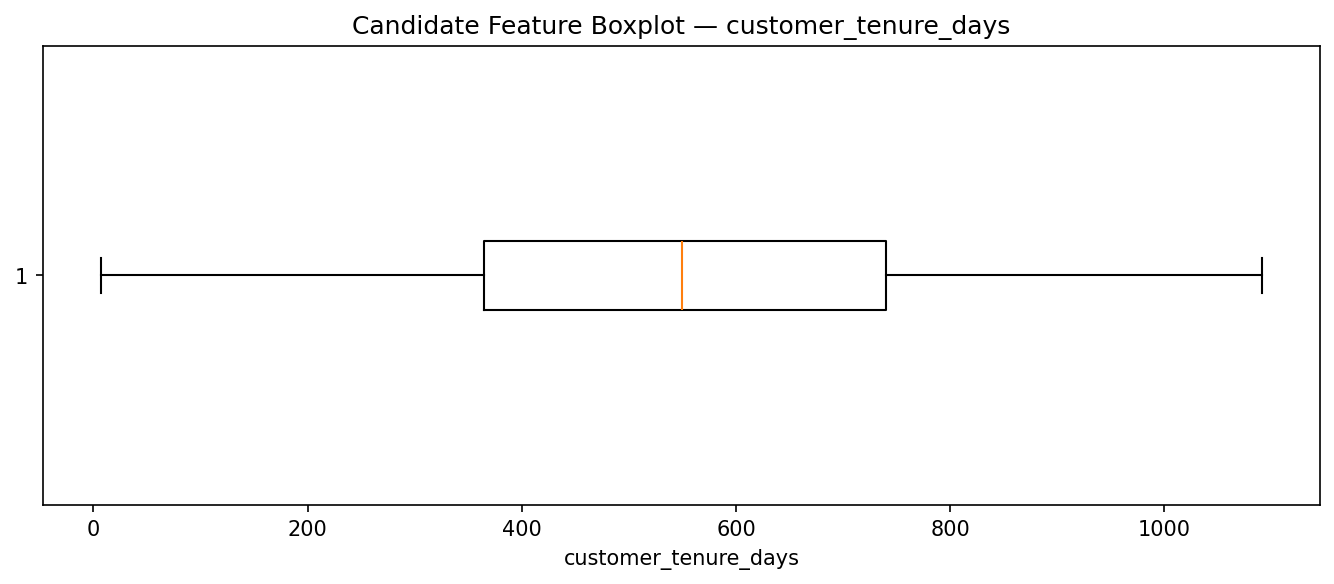 Candidate Feature Boxplot — customer_tenure_days
1
0 200 400 600 800 1000
customer_tenure_days